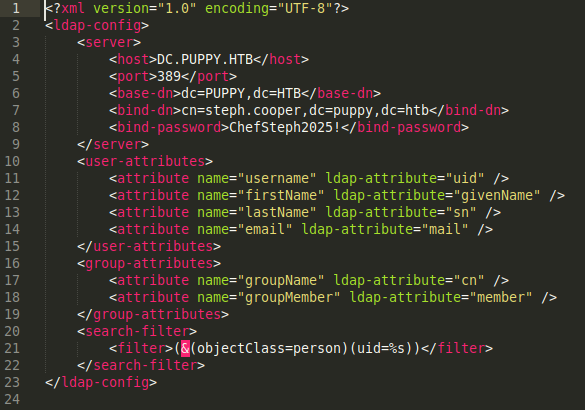 1 <?xml version="1.0" encoding="UTF-8"?>
2 <ldap-config>
3     <server>
4         <host>DC.PUPPY.HTB</host>
5         <port>389</port>
6         <base-dn>dc=PUPPY,dc=HTB</base-dn>
7         <bind-dn>cn=steph.cooper,dc=puppy,dc=htb</bind-dn>
8         <bind-password>ChefSteph2025!</bind-password>
9     </server>
10     <user-attributes>
11         <attribute name="username" ldap-attribute="uid" />
12         <attribute name="firstName" ldap-attribute="givenName" />
13         <attribute name="lastName" ldap-attribute="sn" />
14         <attribute name="email" ldap-attribute="mail" />
15     </user-attributes>
16     <group-attributes>
17         <attribute name="groupName" ldap-attribute="cn" />
18         <attribute name="groupMember" ldap-attribute="member" />
19     </group-attributes>
20     <search-filter>
21         <filter>(&(objectClass=person)(uid=%s))</filter>
22     </search-filter>
23 </ldap-config>
24